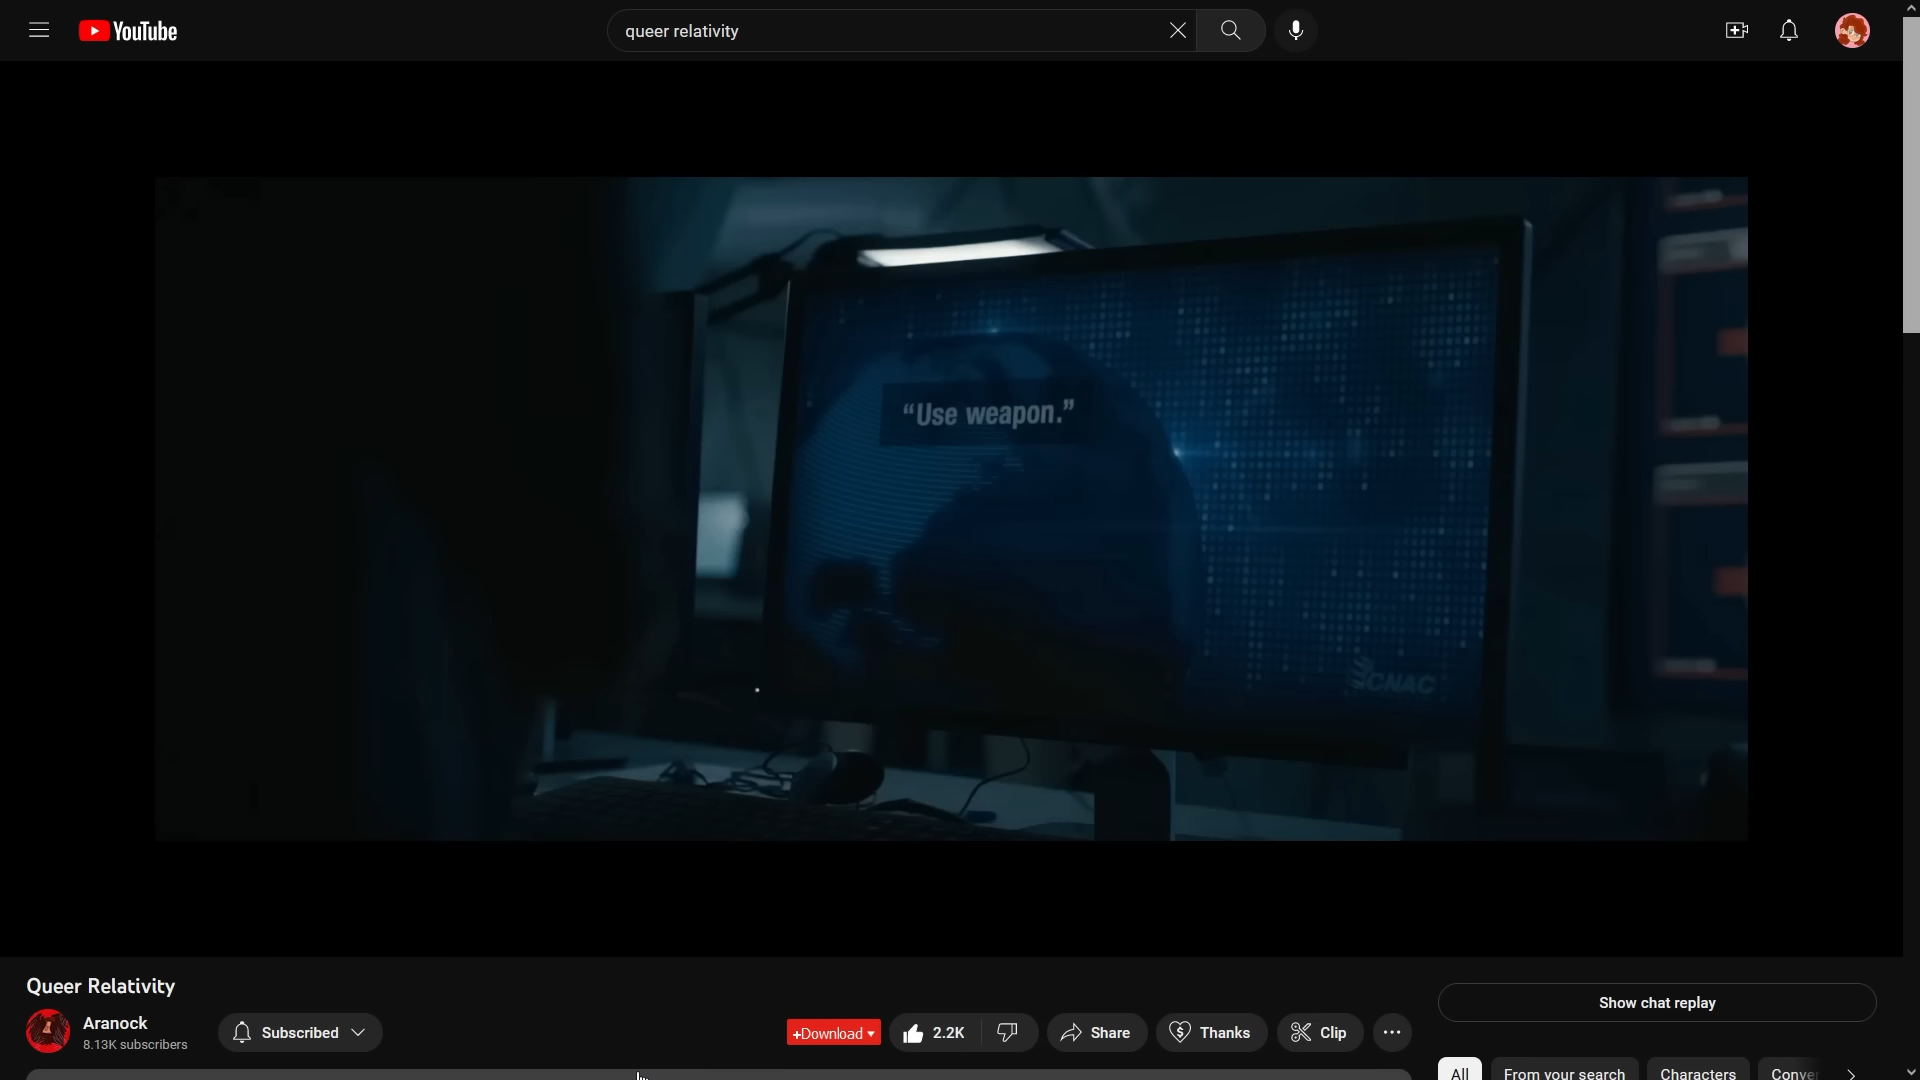 YouTube
queer relativity
“Use weapon.”
CNAC
Queer Relativity
Aranock
8.13K subscribers
Subscribed
+Download
2.2K
Share
Thanks
Clip
Show chat replay
All
From your search
Characters